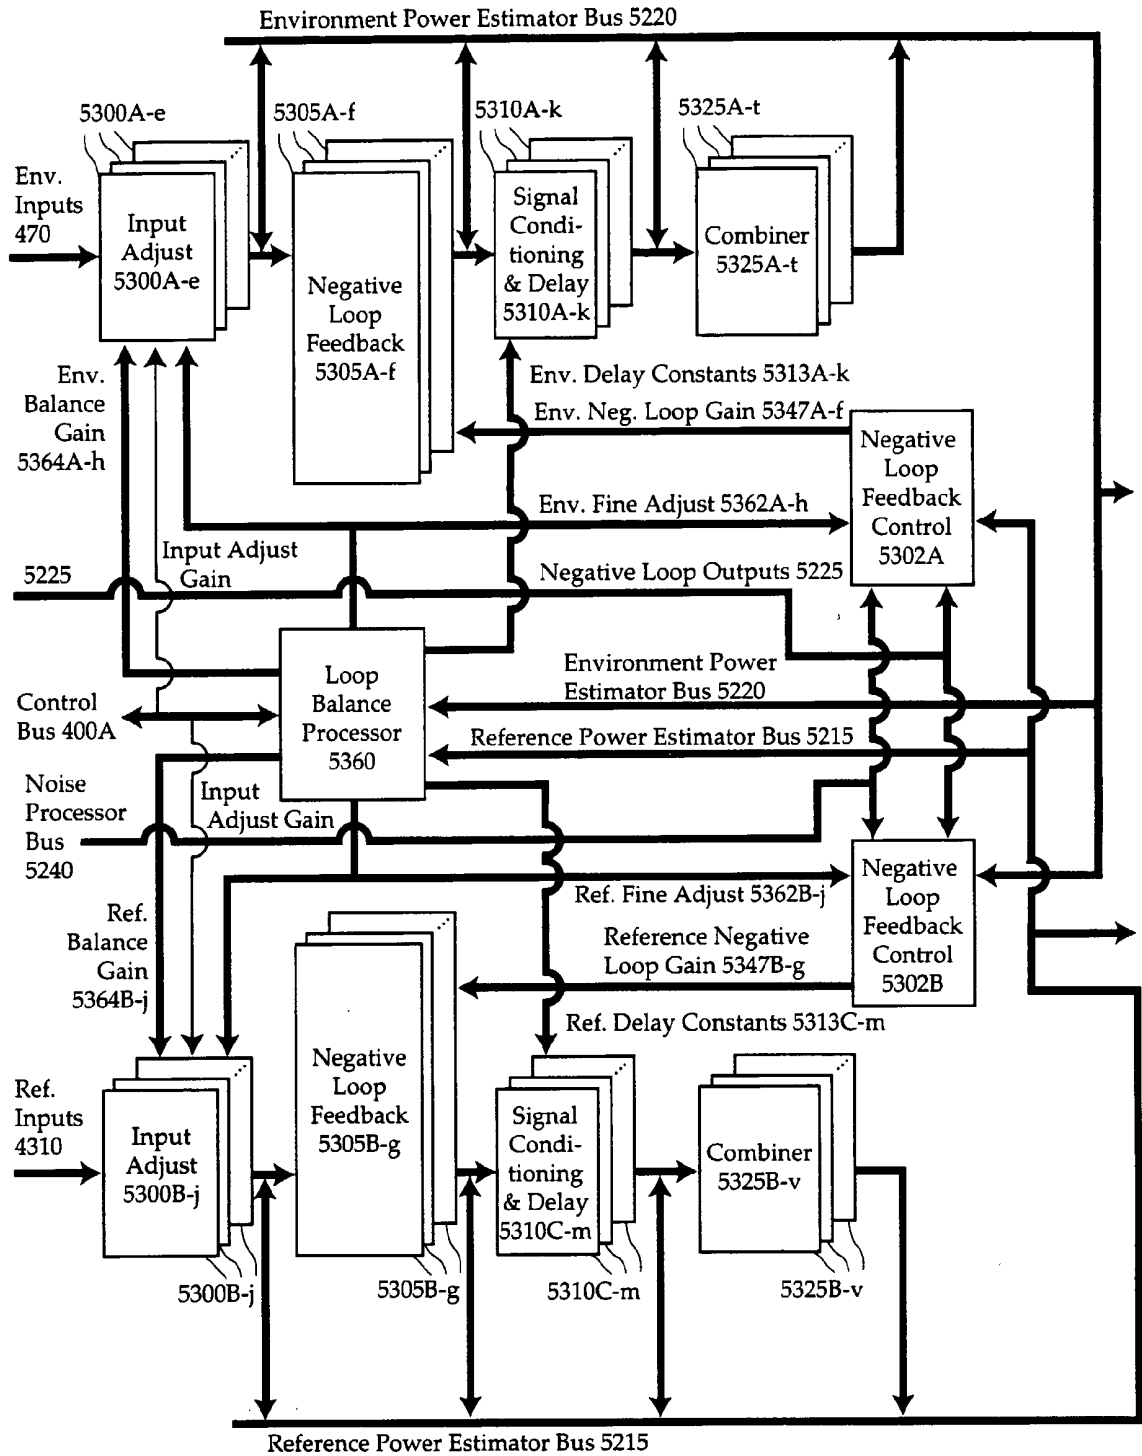 Environment Power Estimator Bus 5220
5300A-e
5305A-f
5310A-k
5325A-t
Env.
Inputs
470
Input
Adjust
5300A-e
Negative
Loop
Feedback
5305A-f
Signal
Condi-
tioning
& Delay
5310A-k
Combiner
5325A-t
Env.
Balance
Gain
5364A-h
Env. Delay Constants 5313A-k
Env. Neg. Loop Gain 5347A-f
Negative
Loop
Feedback
Control
5302A
Env. Fine Adjust 5362A-h
Input Adjust
Gain
5225
Negative Loop Outputs 5225
Loop
Balance
Processor
5360
Environment Power
Estimator Bus 5220
Control
Bus 400A
Reference Power Estimator Bus 5215
Noise
Processor
Bus
5240
Input
Adjust Gain
Negative
Loop
Feedback
Control
5302B
Ref. Fine Adjust 5362B-j
Ref.
Balance
Gain
5364B-j
Reference Negative
Loop Gain 5347B-g
Ref. Delay Constants 5313C-m
Ref.
Inputs
4310
Input
Adjust
5300B-j
Negative
Loop
Feedback
5305B-g
Signal
Condi-
tioning
& Delay
5310C-m
Combiner
5325B-v
5300B-j
5305B-g
5310C-m
5325B-v
Reference Power Estimator Bus 5215